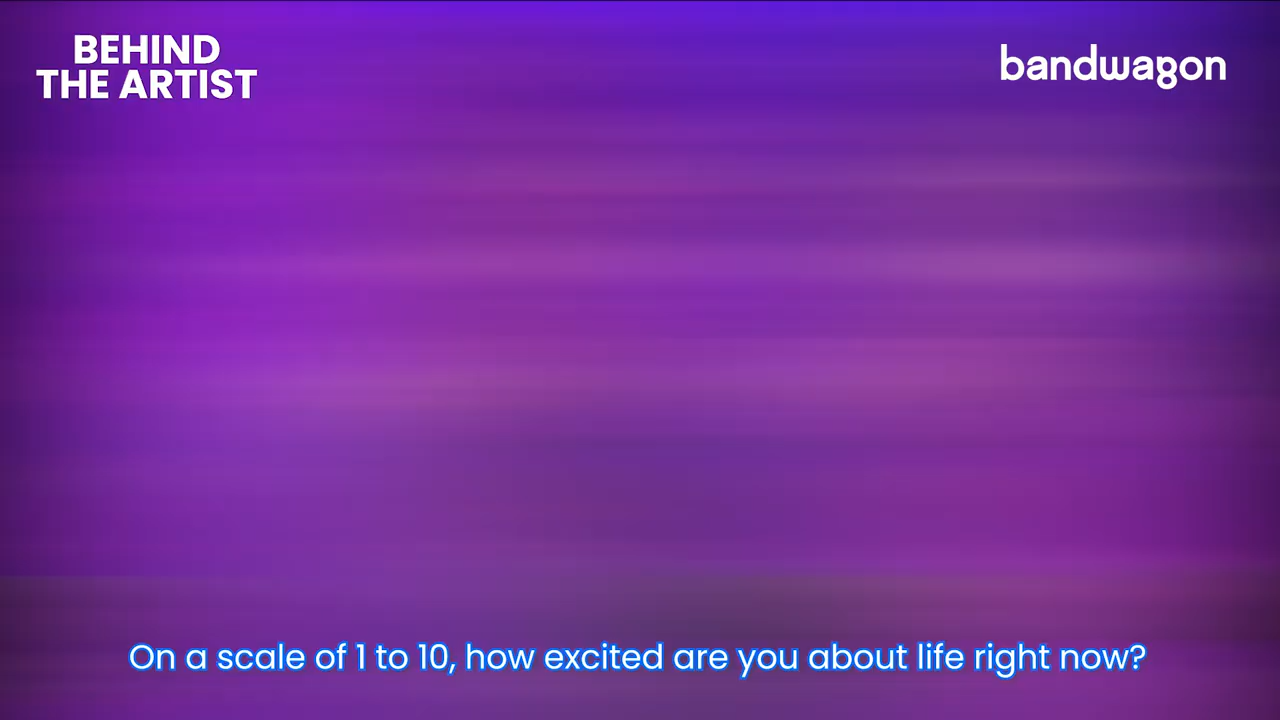 BEHIND
THE ARTIST
bandwagon
On a scale of 1 to 10, how excited are you about life right now?